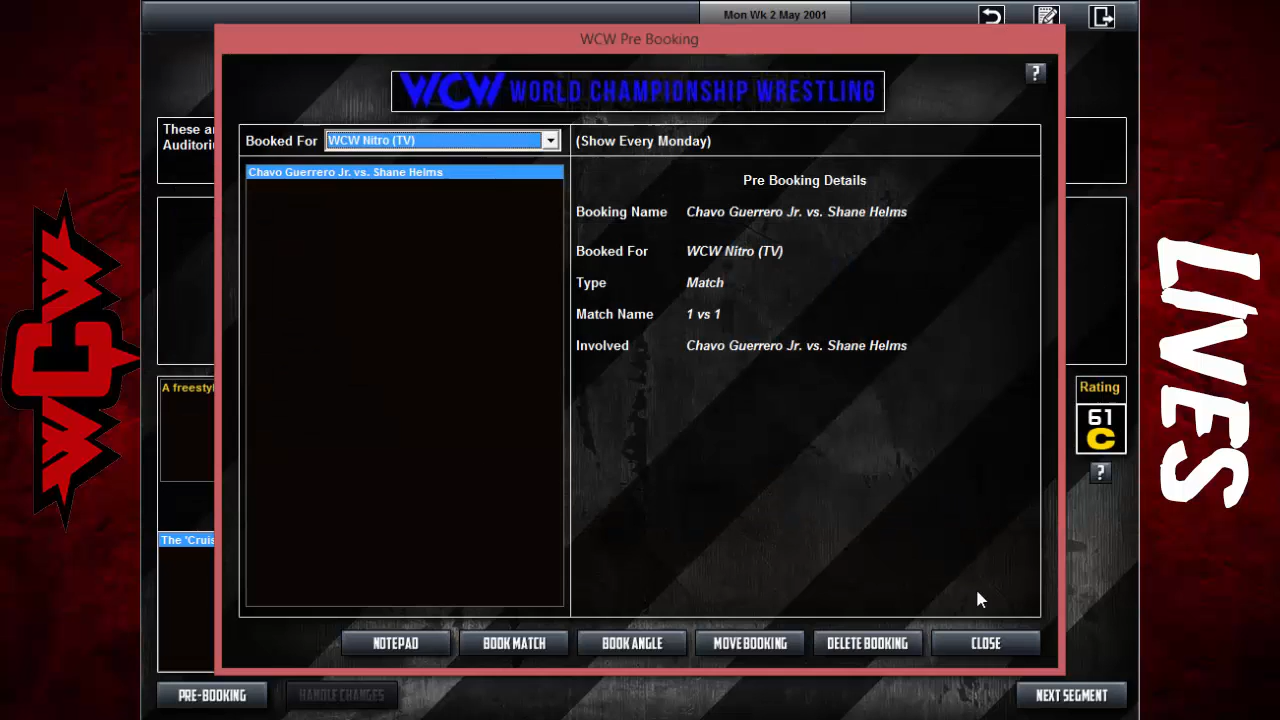 Mon Wk 2 May 2001
WCW Pre Booking
WCW WORLD CHAMPIONSHIP WRESTLING
?
These ar
Auditoriu
Booked For WCW Nitro (TV) (Show Every Monday)
Chavo Guerrero Jr. vs. Shane Helms
Pre Booking Details
Booking Name Chavo Guerrero Jr. vs. Shane Helms
Booked For WCW Nitro (TV)
Type Match
Match Name 1 vs 1
Involved Chavo Guerrero Jr. vs. Shane Helms
WCW
LIVES
A freestyl
Rating
61
C
?
The 'Cruis
NOTEPAD BOOK MATCH BOOK ANGLE MOVE BOOKING DELETE BOOKING CLOSE
PRE-BOOKING HANDLE CHANGES NEXT SEGMENT